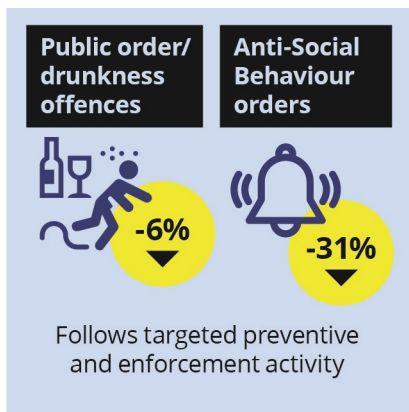 Public order/
drunkness
offences
Anti-Social
Behaviour
orders
-6%
-31%
Follows targeted preventive
and enforcement activity